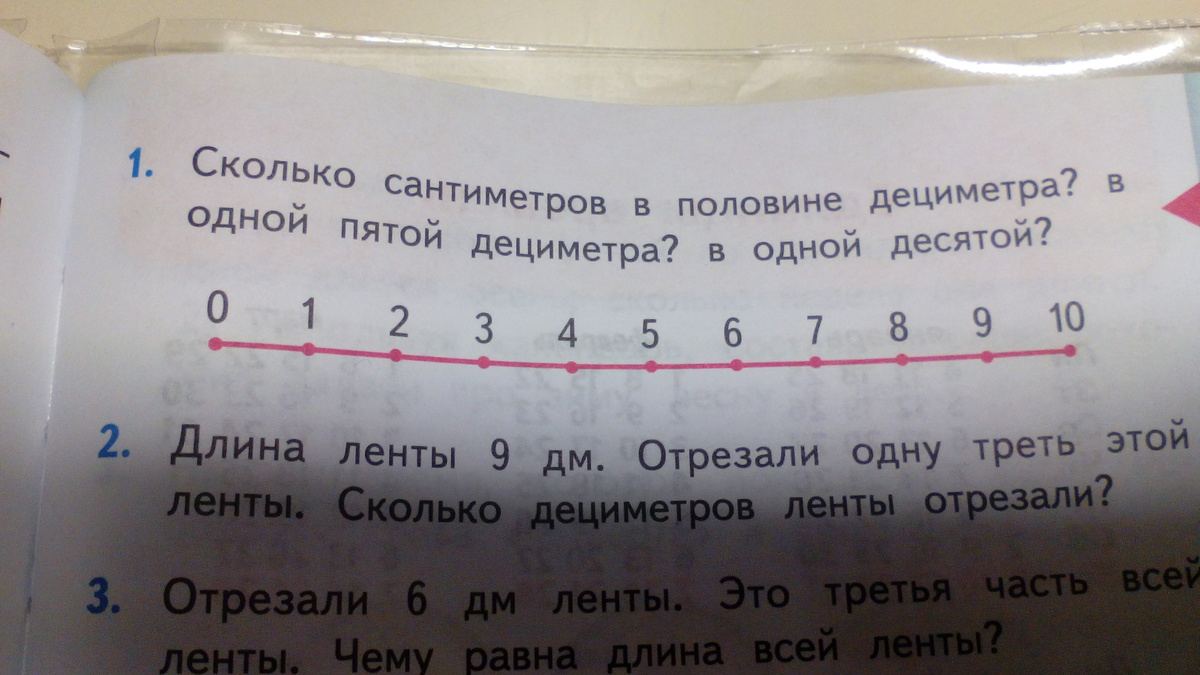 1. Сколько сантиметров в половине дециметра? в
одной пятой дециметра? в одной десятой?
0 1 2 3 4 5 6 7 8 9 10
2. Длина ленты 9 дм. Отрезали одну треть этой
ленты. Сколько дециметров ленты отрезали?
3. Отрезали 6 дм ленты. Это третья часть всей
ленты. Чему равна длина всей ленты?